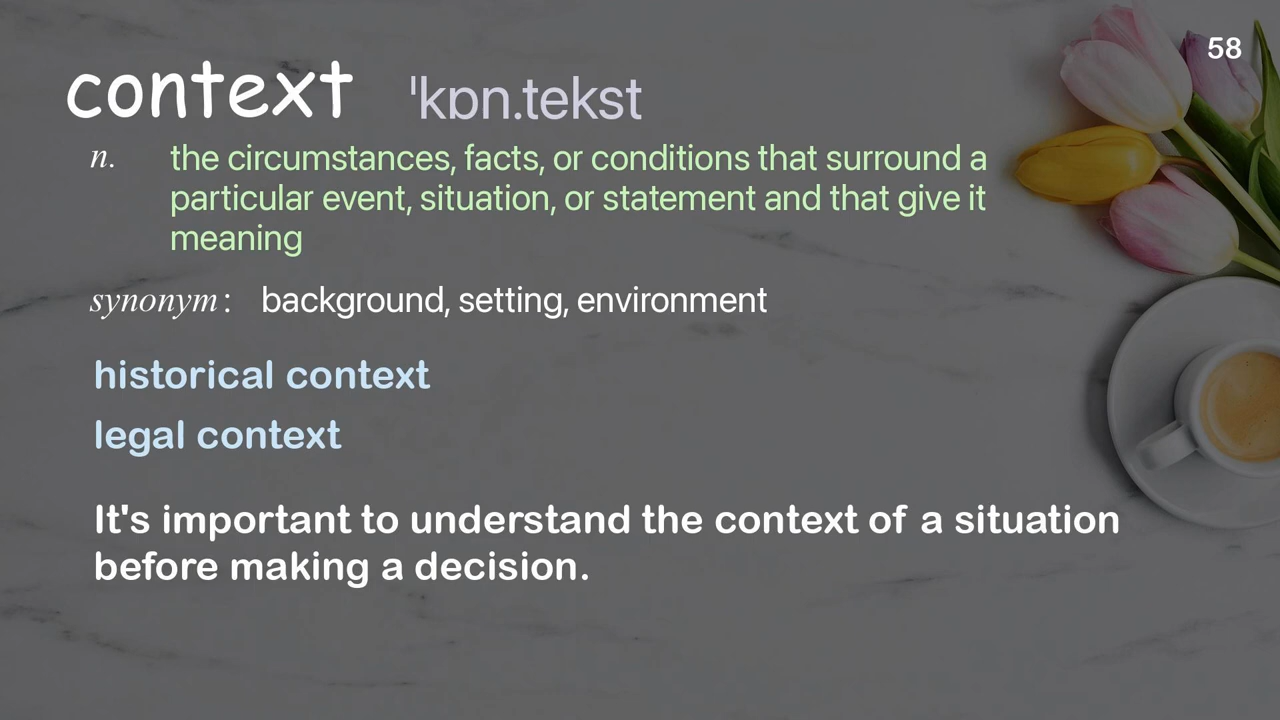 58
context ˈkɒn.tekst
n. the circumstances, facts, or conditions that surround a
particular event, situation, or statement and that give it
meaning
synonym: background, setting, environment
historical context
legal context
It's important to understand the context of a situation
before making a decision.